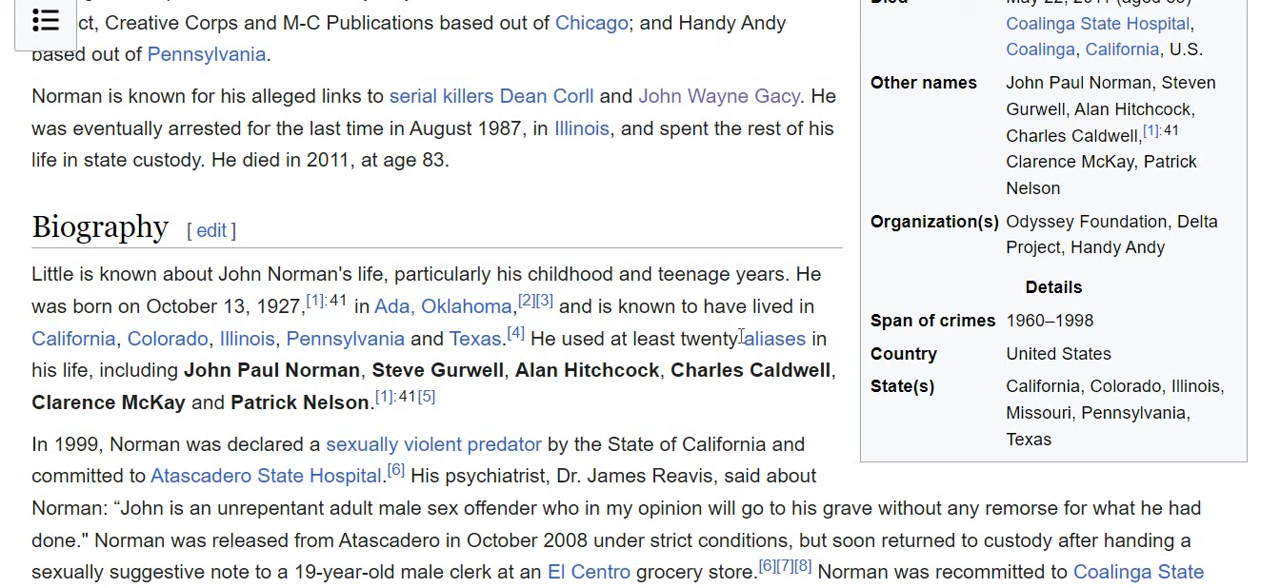 ct, Creative Corps and M-C Publications based out of Chicago; and Handy Andy
based out of Pennsylvania.
Norman is known for his alleged links to serial killers Dean Corll and John Wayne Gacy. He
was eventually arrested for the last time in August 1987, in Illinois, and spent the rest of his
life in state custody. He died in 2011, at age 83.
Biography [ edit ]
Little is known about John Norman's life, particularly his childhood and teenage years. He
was born on October 13, 1927,[1]:41 in Ada, Oklahoma,[2][3] and is known to have lived in
California, Colorado, Illinois, Pennsylvania and Texas.[4] He used at least twenty aliases in
his life, including John Paul Norman, Steve Gurwell, Alan Hitchcock, Charles Caldwell,
Clarence McKay and Patrick Nelson.[1]:41[5]
In 1999, Norman was declared a sexually violent predator by the State of California and
committed to Atascadero State Hospital.[6] His psychiatrist, Dr. James Reavis, said about
Norman: “John is an unrepentant adult male sex offender who in my opinion will go to his grave without any remorse for what he had
done." Norman was released from Atascadero in October 2008 under strict conditions, but soon returned to custody after handing a
sexually suggestive note to a 19-year-old male clerk at an El Centro grocery store.[6][7][8] Norman was recommitted to Coalinga State
Coalinga State Hospital,
Coalinga, California, U.S.
Other names John Paul Norman, Steven
Gurwell, Alan Hitchcock,
Charles Caldwell,[1]:41
Clarence McKay, Patrick
Nelson
Organization(s) Odyssey Foundation, Delta
Project, Handy Andy
Details
Span of crimes 1960–1998
Country United States
State(s) California, Colorado, Illinois,
Missouri, Pennsylvania,
Texas